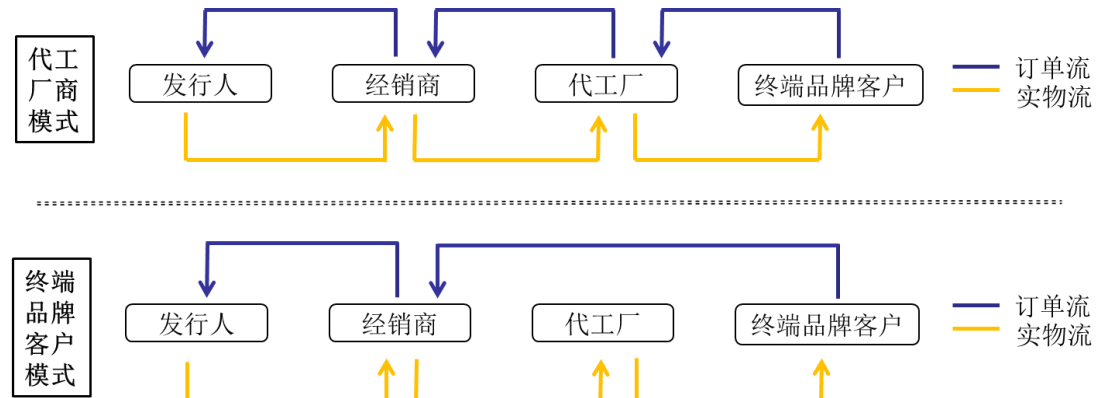 代工
厂商
模式
发行人
经销商
代工厂
终端品牌客户
订单流
实物流
终端
品牌
客户
模式
发行人
经销商
代工厂
终端品牌客户
订单流
实物流